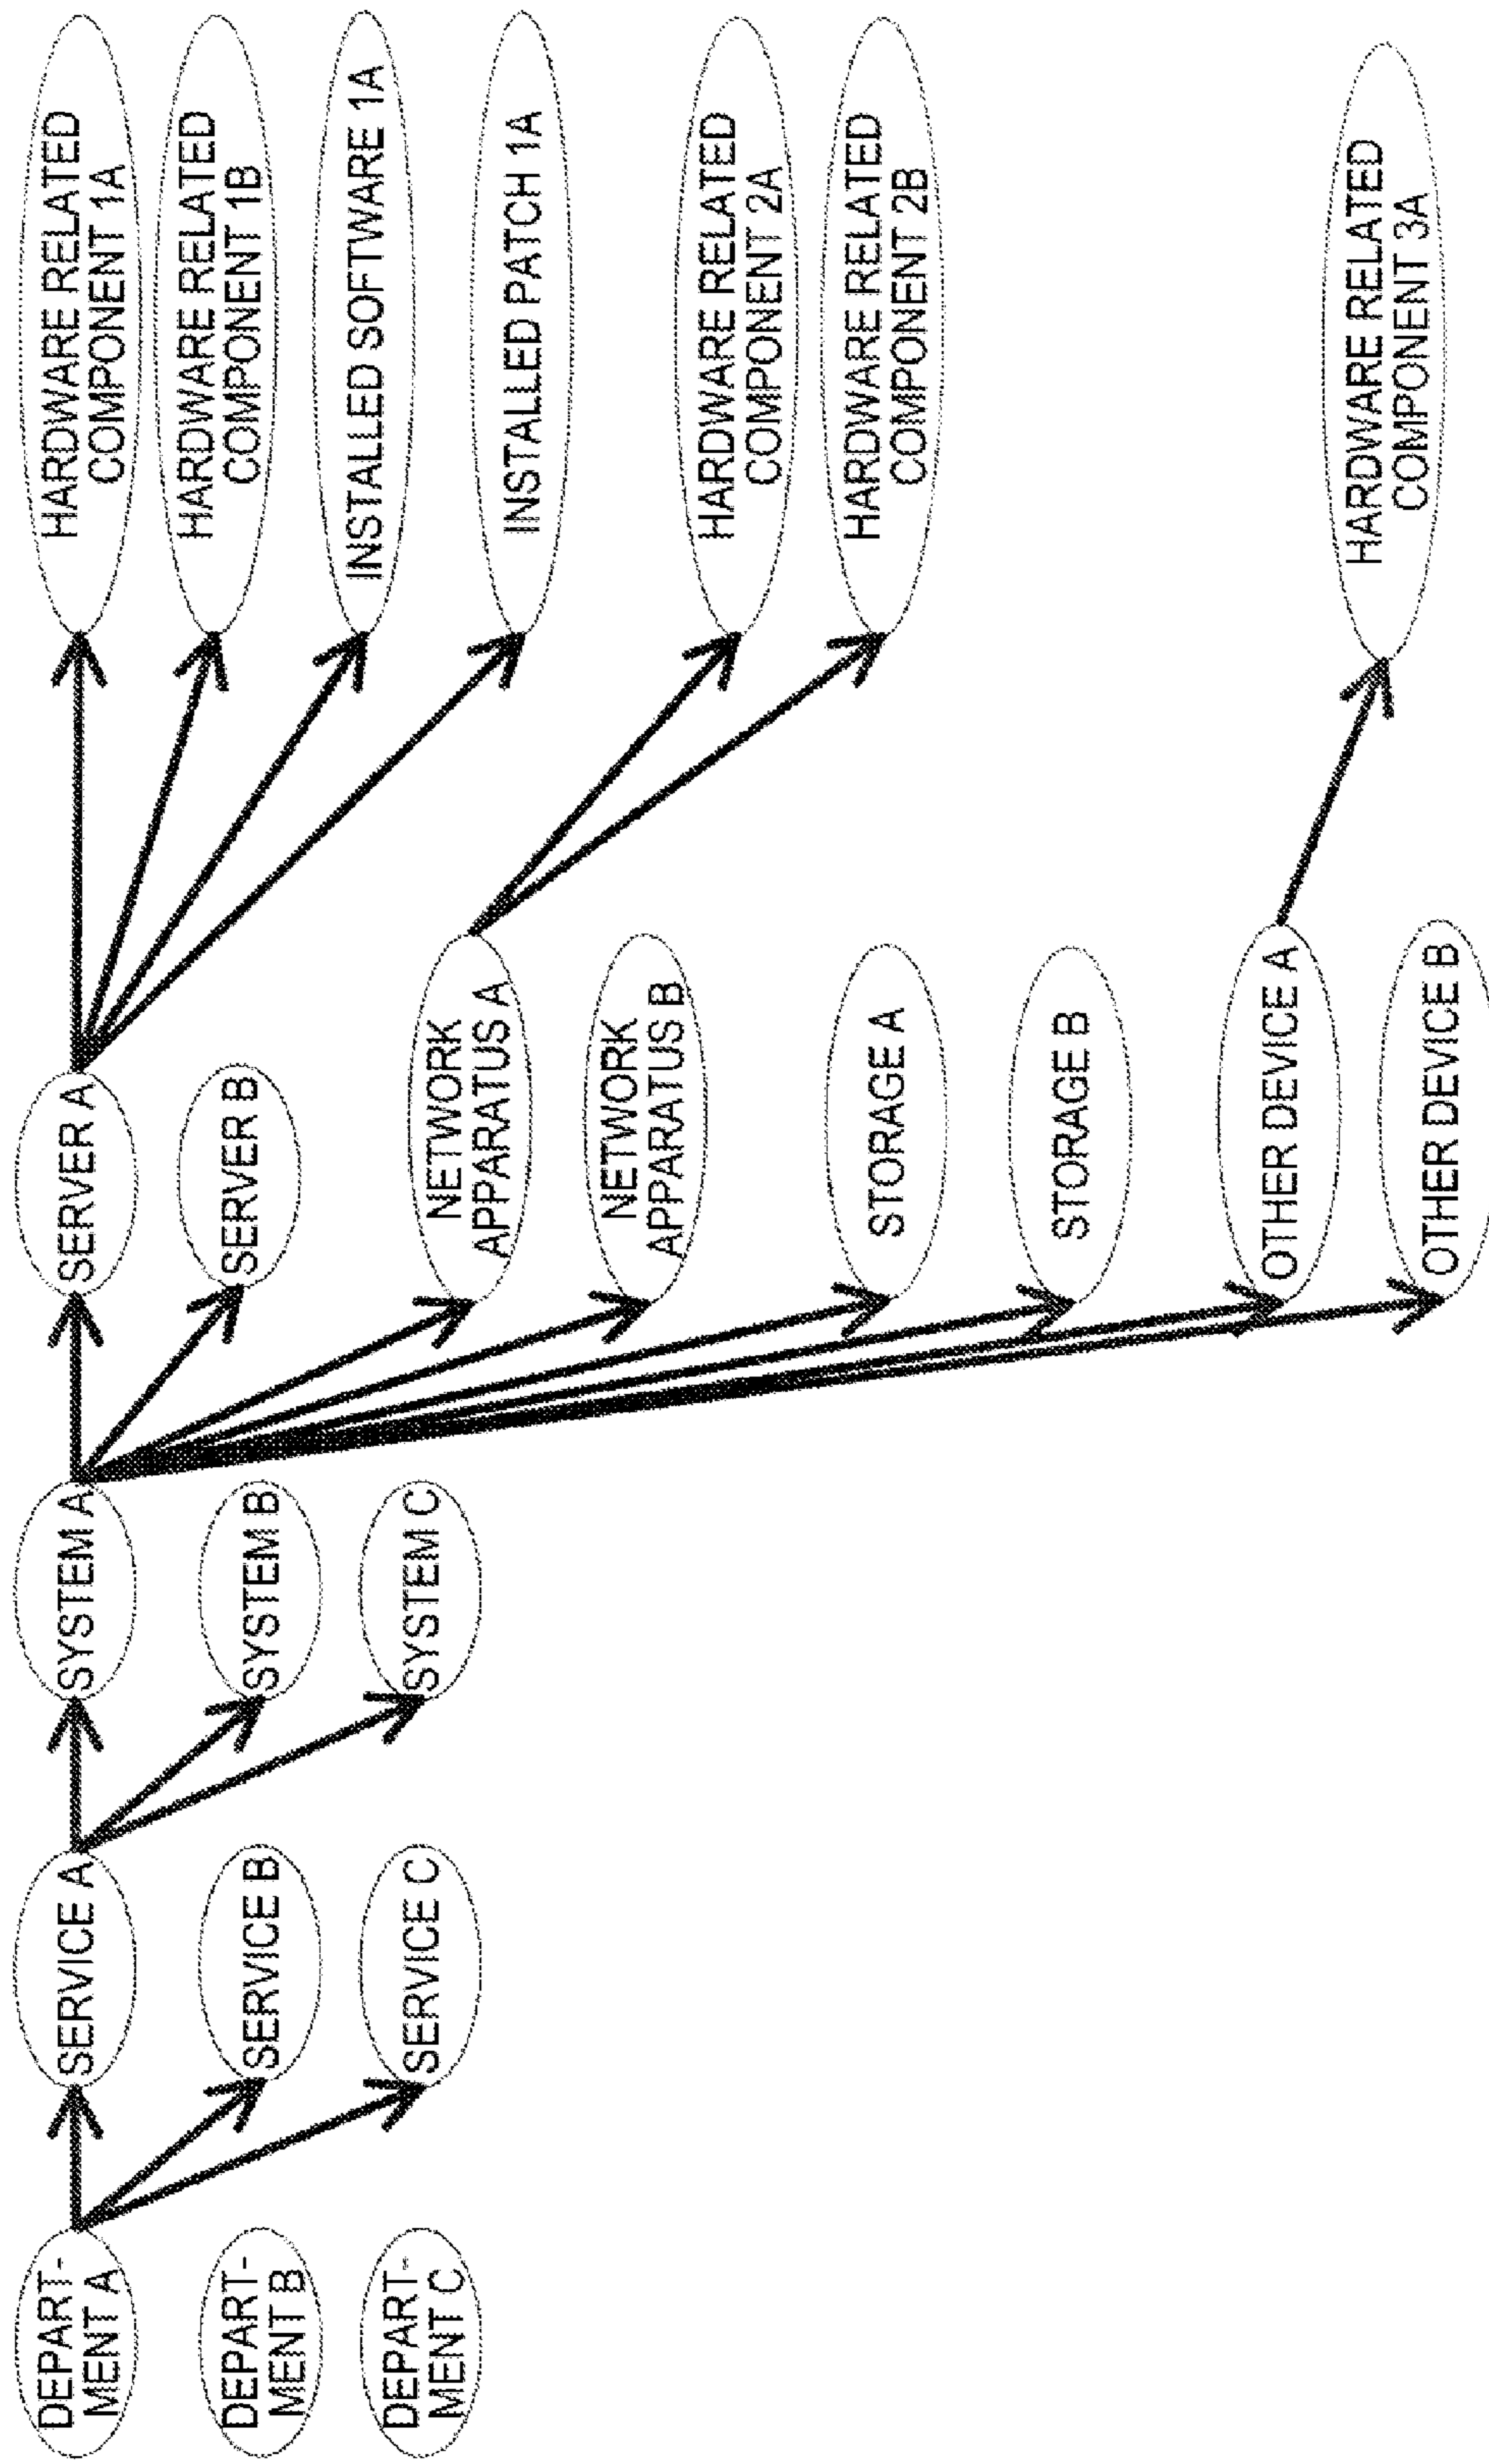 DEPART-
MENT A
DEPART-
MENT B
DEPART-
MENT C
SERVICE A
SERVICE B
SERVICE C
SYSTEM A
SYSTEM B
SYSTEM C
SERVER A
SERVER B
NETWORK
APPARATUS A
NETWORK
APPARATUS B
STORAGE A
STORAGE B
OTHER DEVICE A
OTHER DEVICE B
HARDWARE RELATED
COMPONENT 1A
HARDWARE RELATED
COMPONENT 1B
INSTALLED SOFTWARE 1A
INSTALLED PATCH 1A
HARDWARE RELATED
COMPONENT 2A
HARDWARE RELATED
COMPONENT 2B
HARDWARE RELATED
COMPONENT 3A